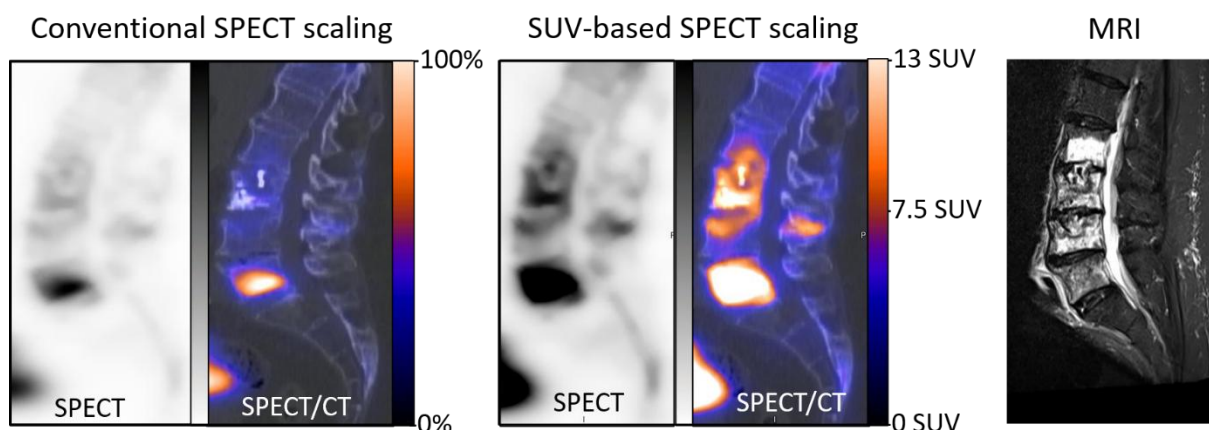 Conventional SPECT scaling
SUV-based SPECT scaling
MRI
100%
0%
SPECT
SPECT/CT
13 SUV
7.5 SUV
0 SUV
SPECT
SPECT/CT
P
P